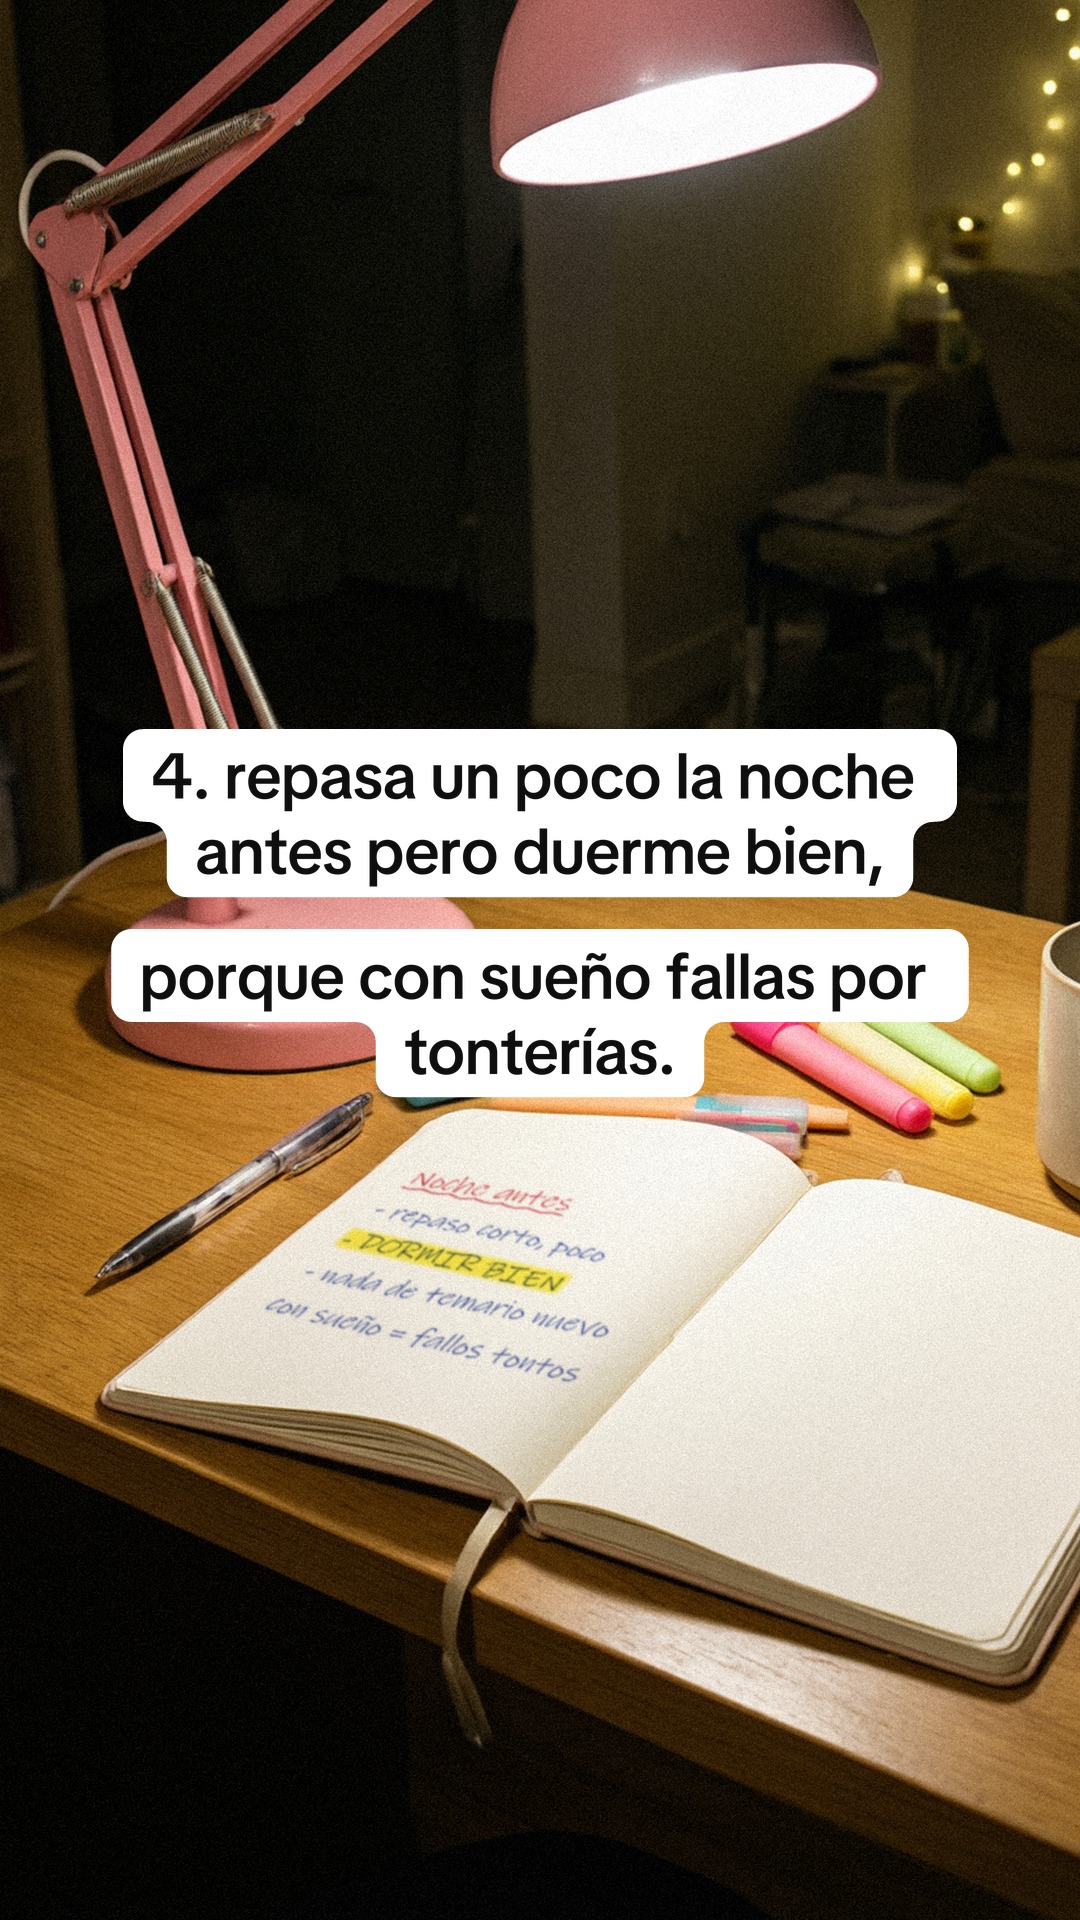 4. repasa un poco la noche
antes pero duerme bien,
porque con sueño fallas por
tonterías.
Noche antes
- repaso corto, poco
- DORMIR BIEN
- nada de temario nuevo
con sueño = fallos tontos